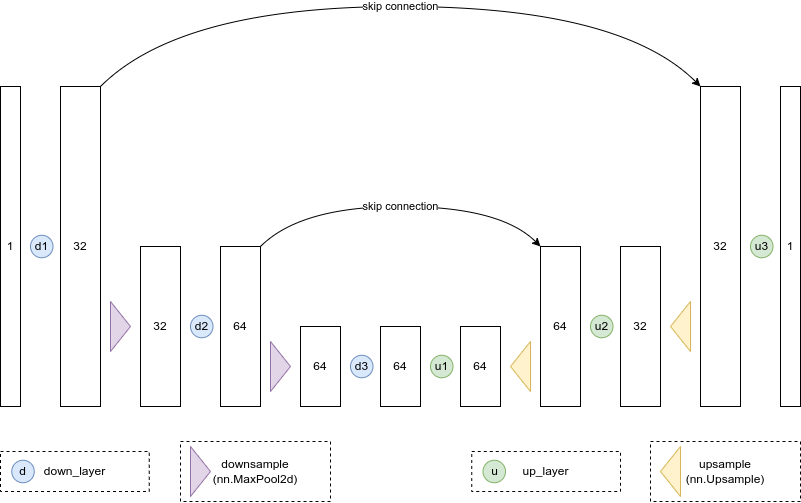 skip connection
skip connection
1
d1
32
32
d2
64
64
d3
64
u1
64
64
u2
32
32
u3
1
d
down_layer
downsample
(nn.MaxPool2d)
u
up_layer
upsample
(nn.Upsample)